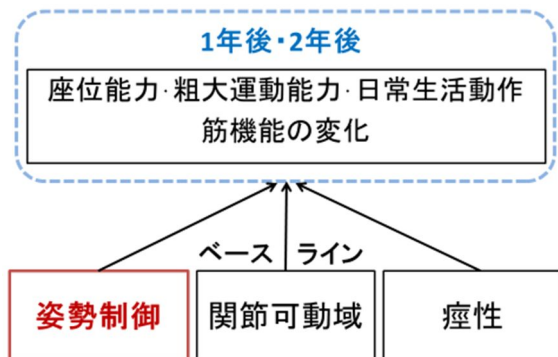 1年後・2年後
座位能力・粗大運動能力・日常生活動作
筋機能の変化
ベースライン
姿勢制御
関節可動域
痙性